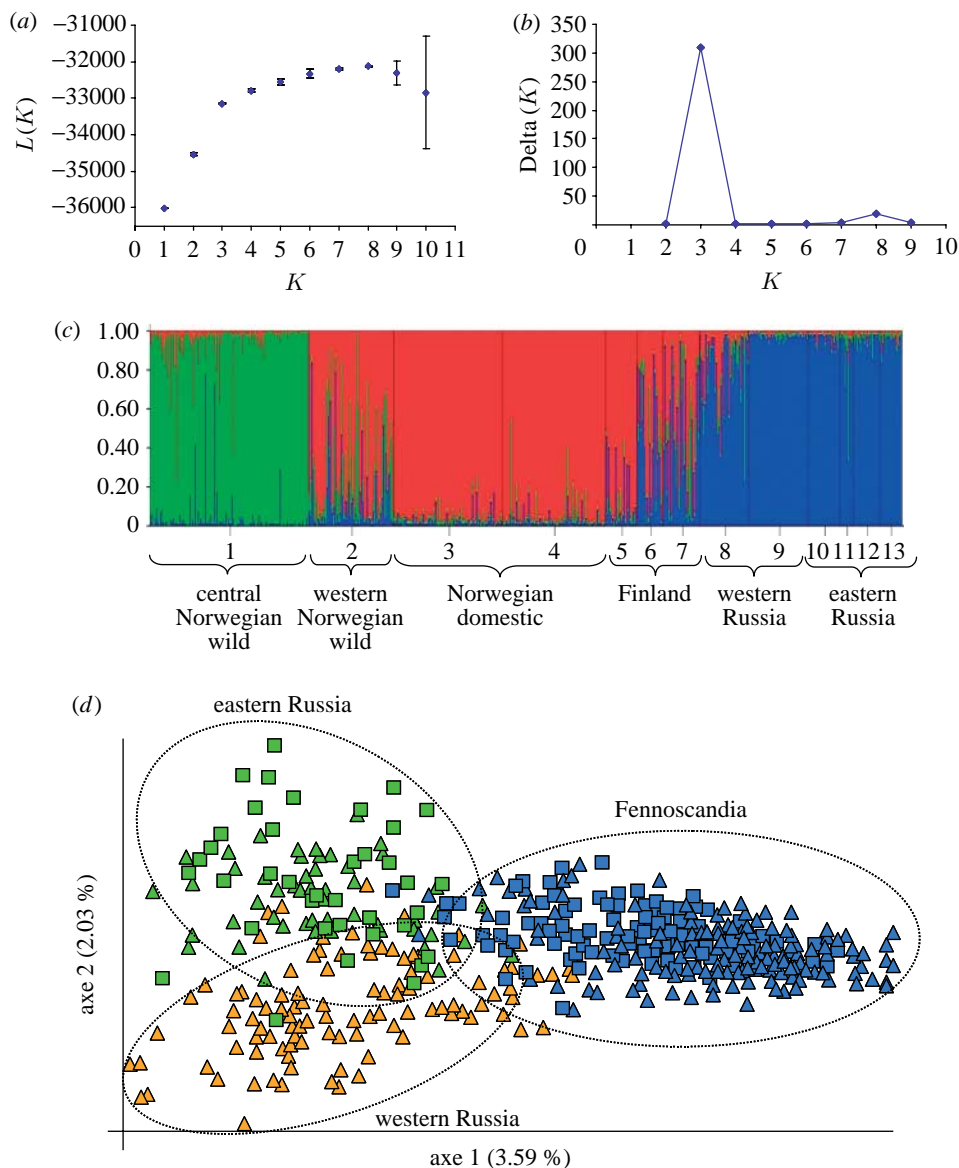 (a)
−31000
−32000
−33000
−34000
−35000
−36000
L(K)
0 1 2 3 4 5 6 7 8 9 10 11
K
(b)
350
300
250
200
150
100
50
Delta (K)
0 1 2 3 4 5 6 7 8 9 10
K
(c)
1.00
0.80
0.60
0.40
0.20
0
1 2 3 4 5 6 7 8 9 10 11 12 13
central
Norwegian
wild
western
Norwegian
wild
Norwegian
domestic
Finland
western
Russia
eastern
Russia
(d)
eastern Russia
Fennoscandia
western Russia
axe 2 (2.03 %)
axe 1 (3.59 %)